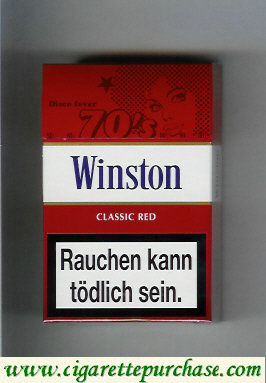 Disco fever
70's
Winston
CLASSIC RED
Rauchen kann
tödlich sein.
www.cigarettepurchase.com